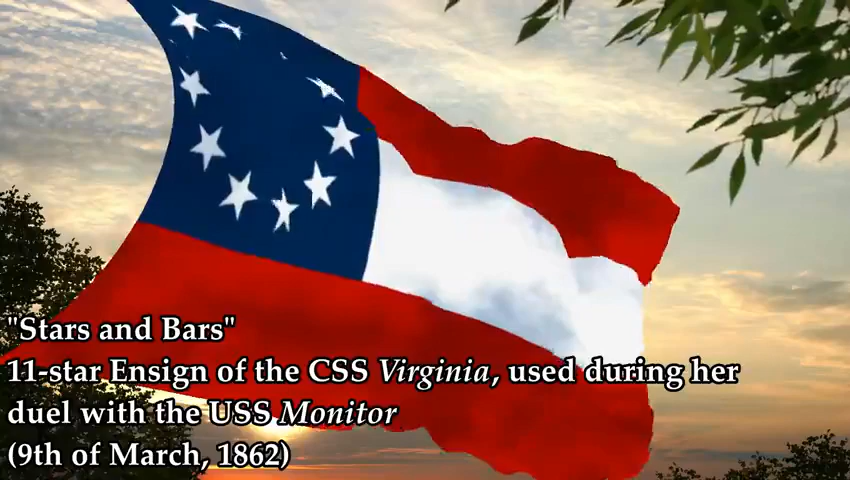 "Stars and Bars"
11-star Ensign of the CSS Virginia, used during her
duel with the USS Monitor
(9th of March, 1862)